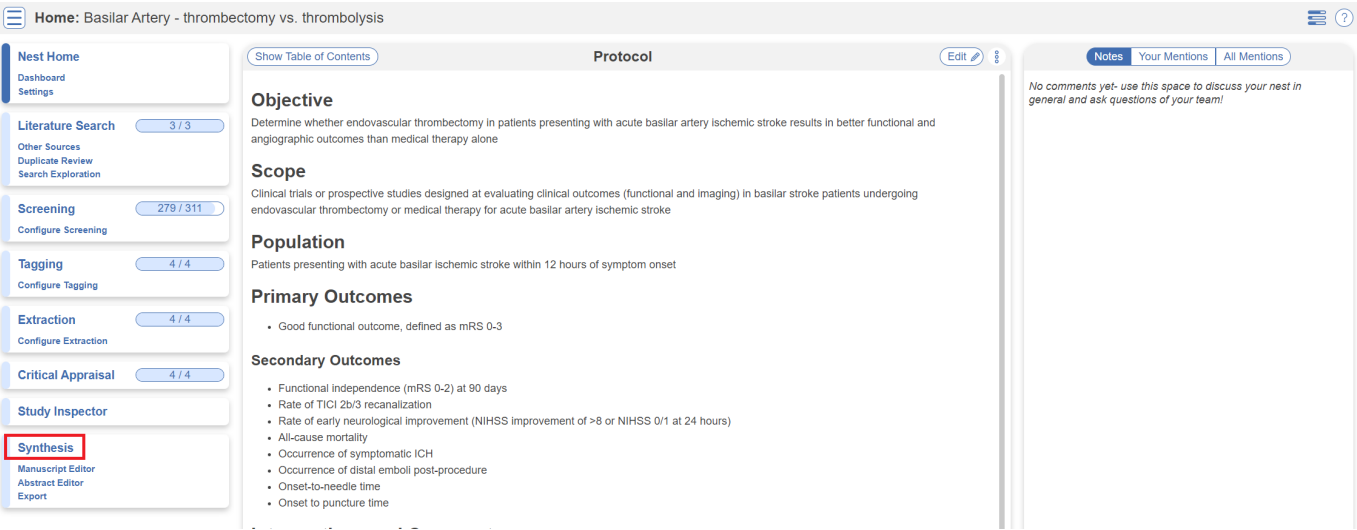 Home: Basilar Artery - thrombectomy vs. thrombolysis
?
Nest Home
Dashboard
Settings
Literature Search 3 / 3
Other Sources
Duplicate Review
Search Exploration
Screening 279 / 311
Configure Screening
Tagging 4 / 4
Configure Tagging
Extraction 4 / 4
Configure Extraction
Critical Appraisal 4 / 4
Study Inspector
Synthesis
Manuscript Editor
Abstract Editor
Export
Show Table of Contents
Protocol
Edit
Objective
Determine whether endovascular thrombectomy in patients presenting with acute basilar artery ischemic stroke results in better functional and
angiographic outcomes than medical therapy alone
Scope
Clinical trials or prospective studies designed at evaluating clinical outcomes (functional and imaging) in basilar stroke patients undergoing
endovascular thrombectomy or medical therapy for acute basilar artery ischemic stroke
Population
Patients presenting with acute basilar ischemic stroke within 12 hours of symptom onset
Primary Outcomes
• Good functional outcome, defined as mRS 0-3
Secondary Outcomes
• Functional independence (mRS 0-2) at 90 days
• Rate of TICI 2b/3 recanalization
• Rate of early neurological improvement (NIHSS improvement of >8 or NIHSS 0/1 at 24 hours)
• All-cause mortality
• Occurrence of symptomatic ICH
• Occurrence of distal emboli post-procedure
• Onset-to-needle time
• Onset to puncture time
Notes
Your Mentions
All Mentions
No comments yet- use this space to discuss your nest in
general and ask questions of your team!